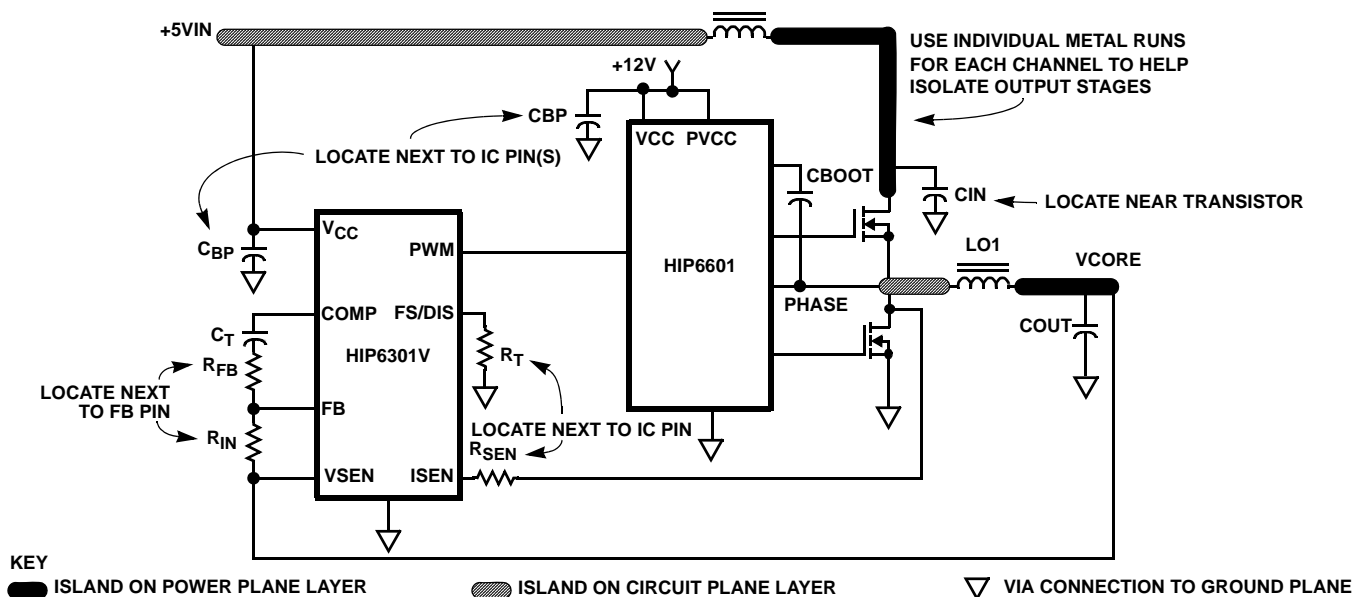 +5VIN
USE INDIVIDUAL METAL RUNS
FOR EACH CHANNEL TO HELP
ISOLATE OUTPUT STAGES
+12V
CBP
VCC PVCC
LOCATE NEXT TO IC PIN(S)
CBOOT
CIN
LOCATE NEAR TRANSISTOR
CBP
VCC
PWM
HIP6601
LO1
VCORE
PHASE
COMP
FS/DIS
COUT
CT
RFB
HIP6301V
RT
LOCATE NEXT
TO FB PIN
FB
RIN
LOCATE NEXT TO IC PIN
RSEN
VSEN
ISEN
KEY
ISLAND ON POWER PLANE LAYER
ISLAND ON CIRCUIT PLANE LAYER
VIA CONNECTION TO GROUND PLANE